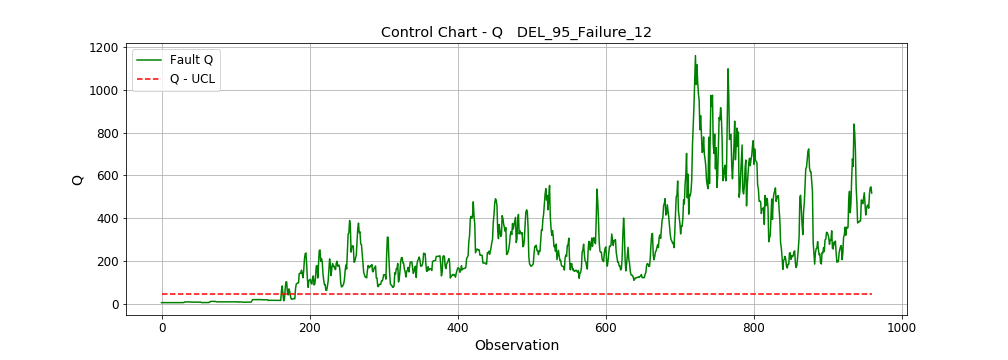 Control Chart - Q   DEL_95_Failure_12
Fault Q
Q - UCL
1200
1000
800
600
400
200
0
Q
0 200 400 600 800 1000
Observation